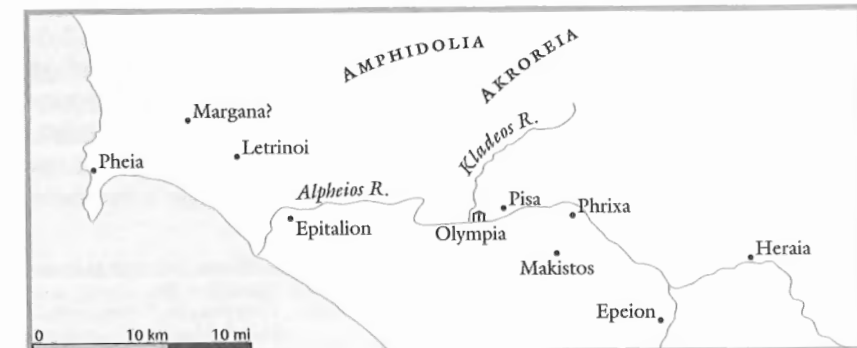 AMPHIDOLIA
AKROREIA
Margana?
Letrinoi
Kladeos R.
Pheia
Alpheios R.
Pisa
Phrixa
Epitalion
Olympia
Heraia
Makistos
Epeion
0 10 km 10 mi